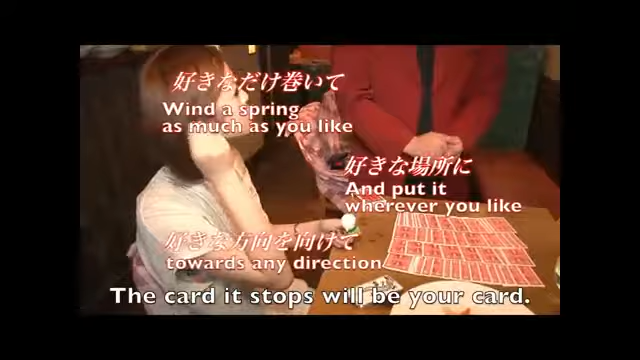 好きなだけ巻いて
Wind a spring
as much as you like
好きな場所に
And put it
wherever you like
好きな方向を向けて
towards any direction
The card it stops will be your card.